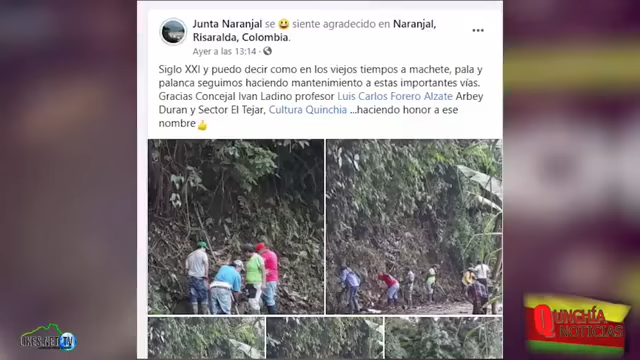 Junta Naranjal se 😃 siente agradecido en Naranjal,
Risaralda, Colombia.
Ayer a las 13:14 ·
Siglo XXI y puedo decir como en los viejos tiempos a machete, pala y
palanca seguimos haciendo mantenimiento a estas importantes vías.
Gracias Concejal Ivan Ladino profesor Luis Carlos Forero Alzate Arbey
Duran y Sector El Tejar, Cultura Quinchia ...haciendo honor a ese
nombre👍
QUNCHÍA
NOTICIAS